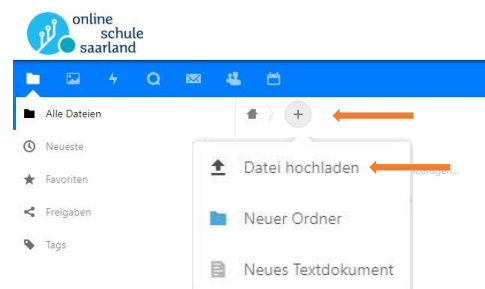 online
schule
saarland
Alle Dateien
Neueste
Favoriten
Freigaben
Tags
Datei hochladen
Neuer Ordner
Neues Textdokument